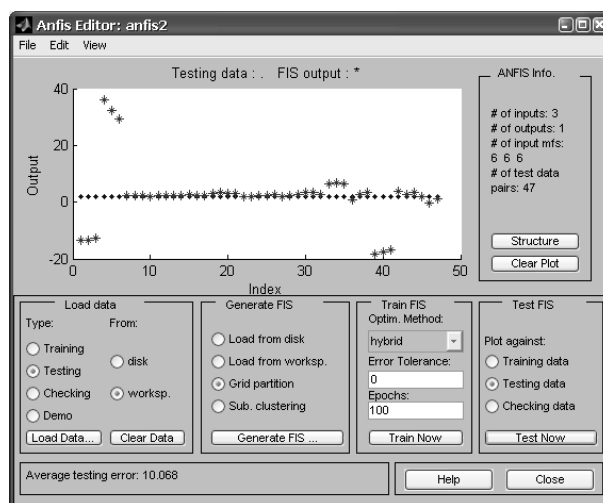 Anfis Editor: anfis2
File Edit View
Testing data : . FIS output : *
40
20
0
-20
Output
0 10 20 30 40 50
Index
ANFIS Info.
# of inputs: 3
# of outputs: 1
# of input mfs:
6 6 6
# of test data
pairs: 47
Structure
Clear Plot
Load data
Type: From:
Training
Testing
Checking
Demo
disk
worksp.
Load Data... Clear Data
Generate FIS
Load from disk
Load from worksp.
Grid partition
Sub. clustering
Generate FIS ...
Train FIS
Optim. Method:
hybrid
Error Tolerance:
0
Epochs:
100
Train Now
Test FIS
Plot against:
Training data
Testing data
Checking data
Test Now
Average testing error: 10.068
Help Close